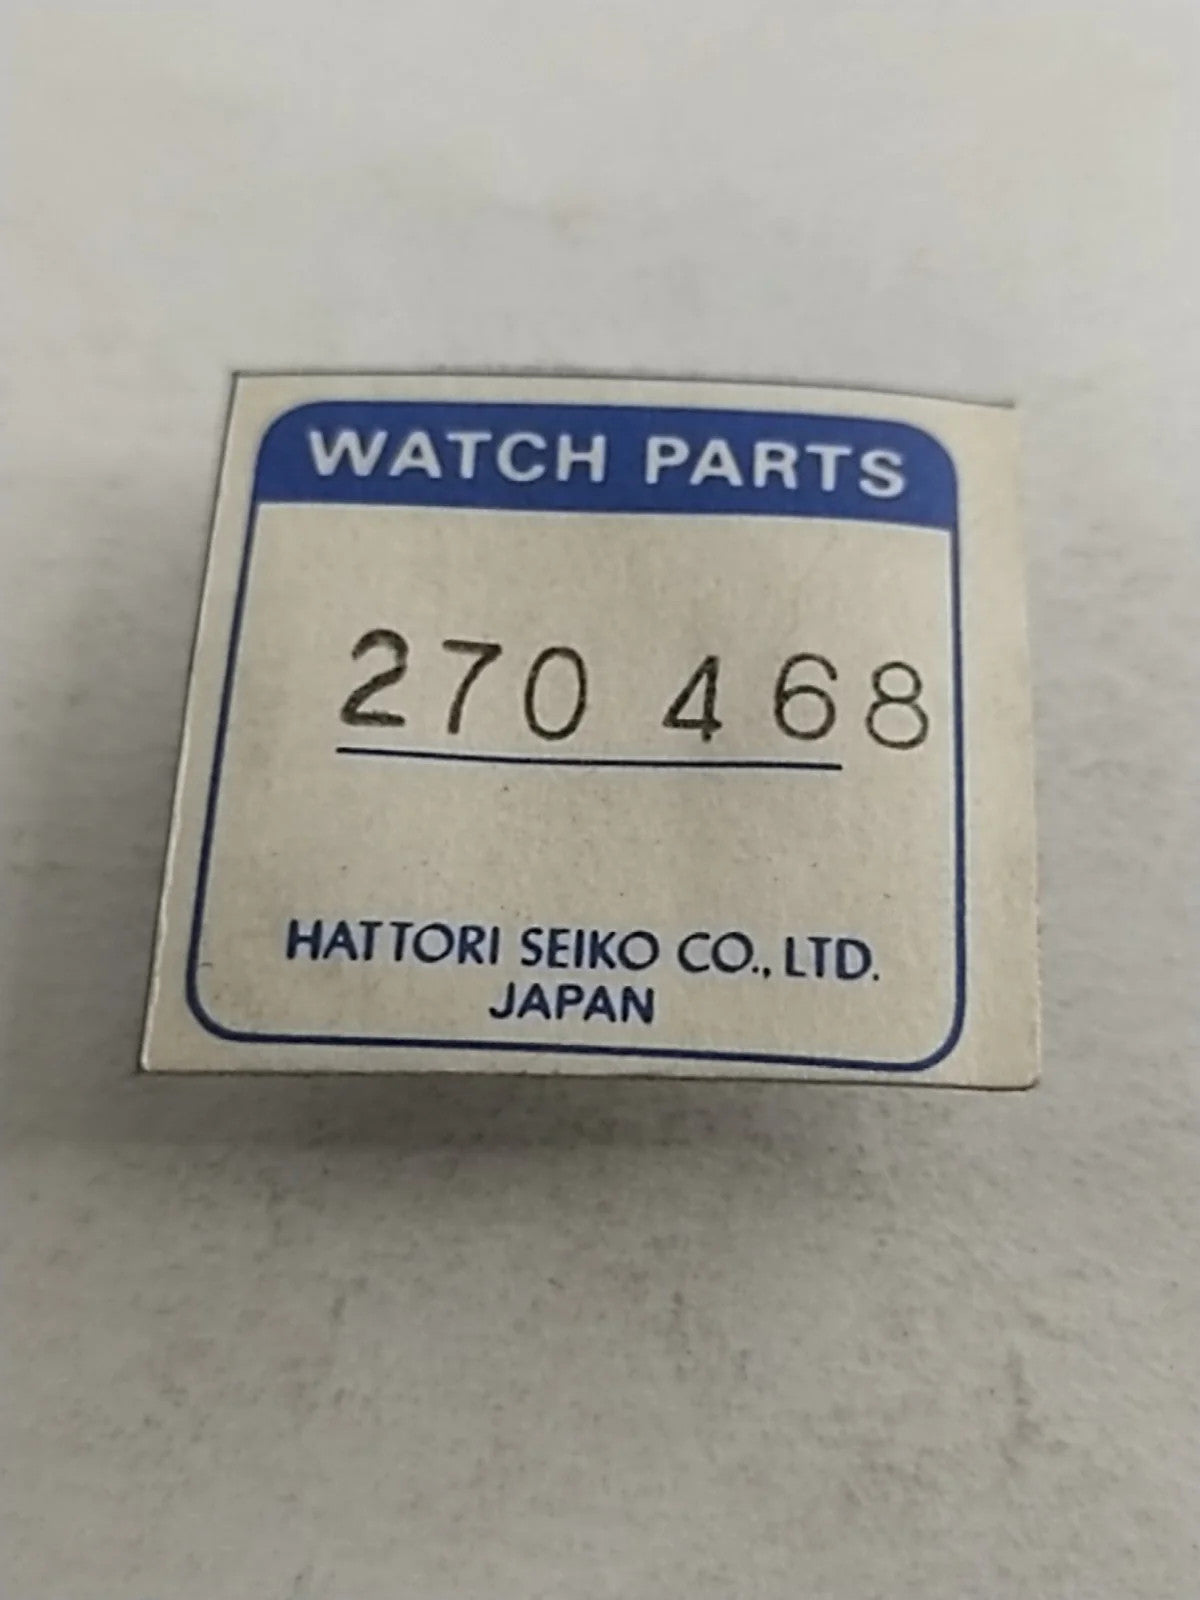 WATCH PARTS
270 468
HATTORI SEIKO CO., LTD.
JAPAN